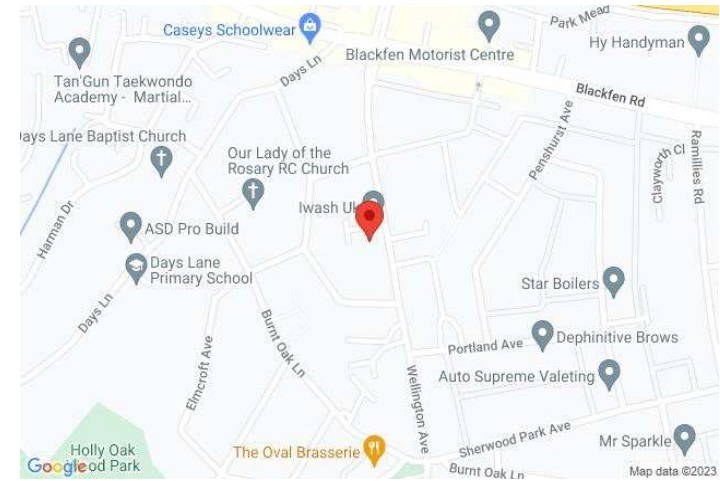 Park Mead
Caseys Schoolwear
Blackfen Motorist Centre
Hy Handyman
Tan'Gun Taekwondo
Academy - Martial...
Days Ln
Blackfen Rd
ays Lane Baptist Church
Our Lady of the
Rosary RC Church
Penshurst Ave
Clayworth Cl
Ramillies Rd
Iwash Uk
Harman Dr
ASD Pro Build
Days Lane
Primary School
Star Boilers
Days Ln
Burnt Oak Ln
Elmcroft Ave
Portland Ave
Dephinitive Brows
Wellington Ave
Auto Supreme Valeting
Sherwood Park Ave
Mr Sparkle
Holly Oak
od Park
The Oval Brasserie
Burnt Oak Ln
Google
Map data ©2023